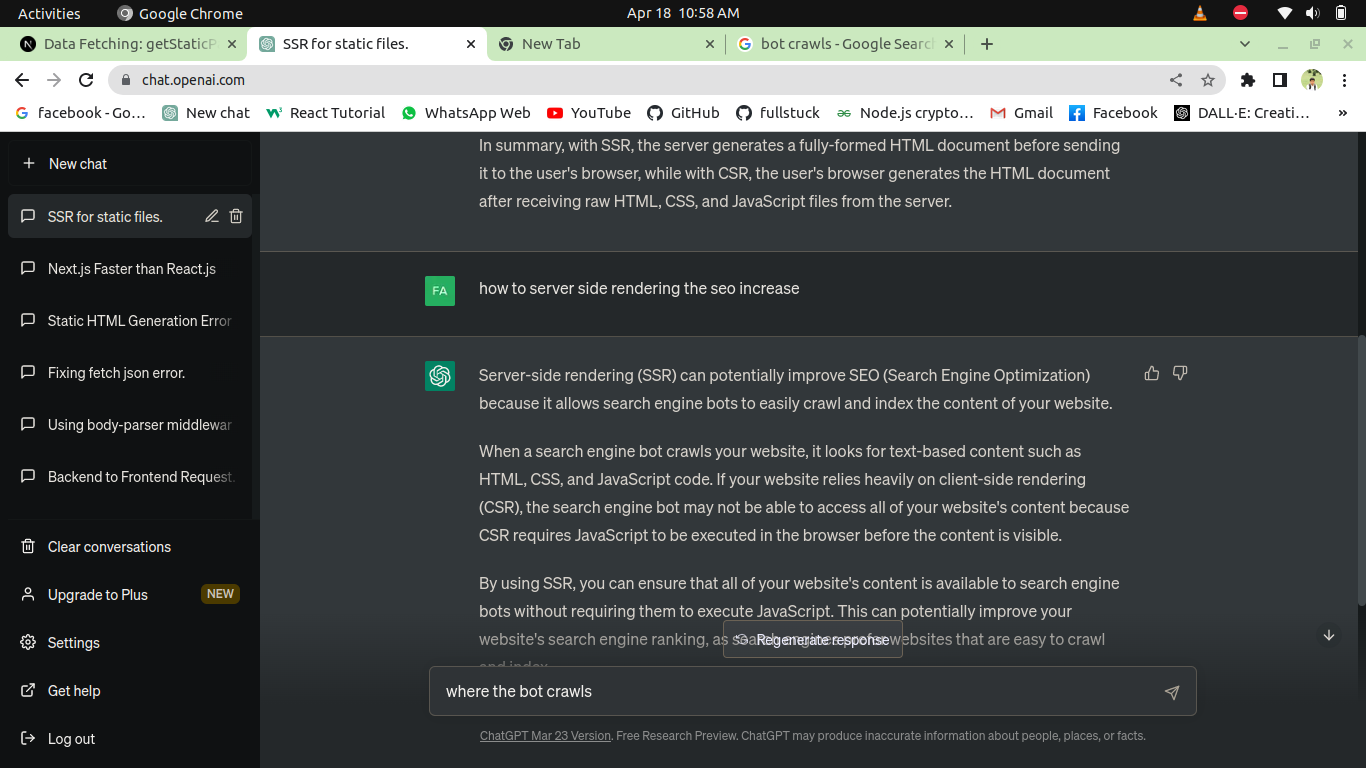 Activities
Google Chrome
Apr 18 10:58 AM
Data Fetching: getStaticP
SSR for static files.
New Tab
bot crawls - Google Searc
chat.openai.com
facebook - Go…
New chat
React Tutorial
WhatsApp Web
YouTube
GitHub
fullstuck
Node.js crypto…
Gmail
Facebook
DALL·E: Creati…
»
New chat
SSR for static files.
Next.js Faster than React.js
Static HTML Generation Error
Fixing fetch json error.
Using body-parser middlewar
Backend to Frontend Request.
Clear conversations
Upgrade to Plus NEW
Settings
Get help
Log out
In summary, with SSR, the server generates a fully-formed HTML document before sending
it to the user's browser, while with CSR, the user's browser generates the HTML document
after receiving raw HTML, CSS, and JavaScript files from the server.
FA
how to server side rendering the seo increase
Server-side rendering (SSR) can potentially improve SEO (Search Engine Optimization)
because it allows search engine bots to easily crawl and index the content of your website.
When a search engine bot crawls your website, it looks for text-based content such as
HTML, CSS, and JavaScript code. If your website relies heavily on client-side rendering
(CSR), the search engine bot may not be able to access all of your website's content because
CSR requires JavaScript to be executed in the browser before the content is visible.
By using SSR, you can ensure that all of your website's content is available to search engine
bots without requiring them to execute JavaScript. This can potentially improve your
website's search engine ranking, as search engines prefer websites that are easy to crawl
and index.
Regenerate response
where the bot crawls
ChatGPT Mar 23 Version. Free Research Preview. ChatGPT may produce inaccurate information about people, places, or facts.